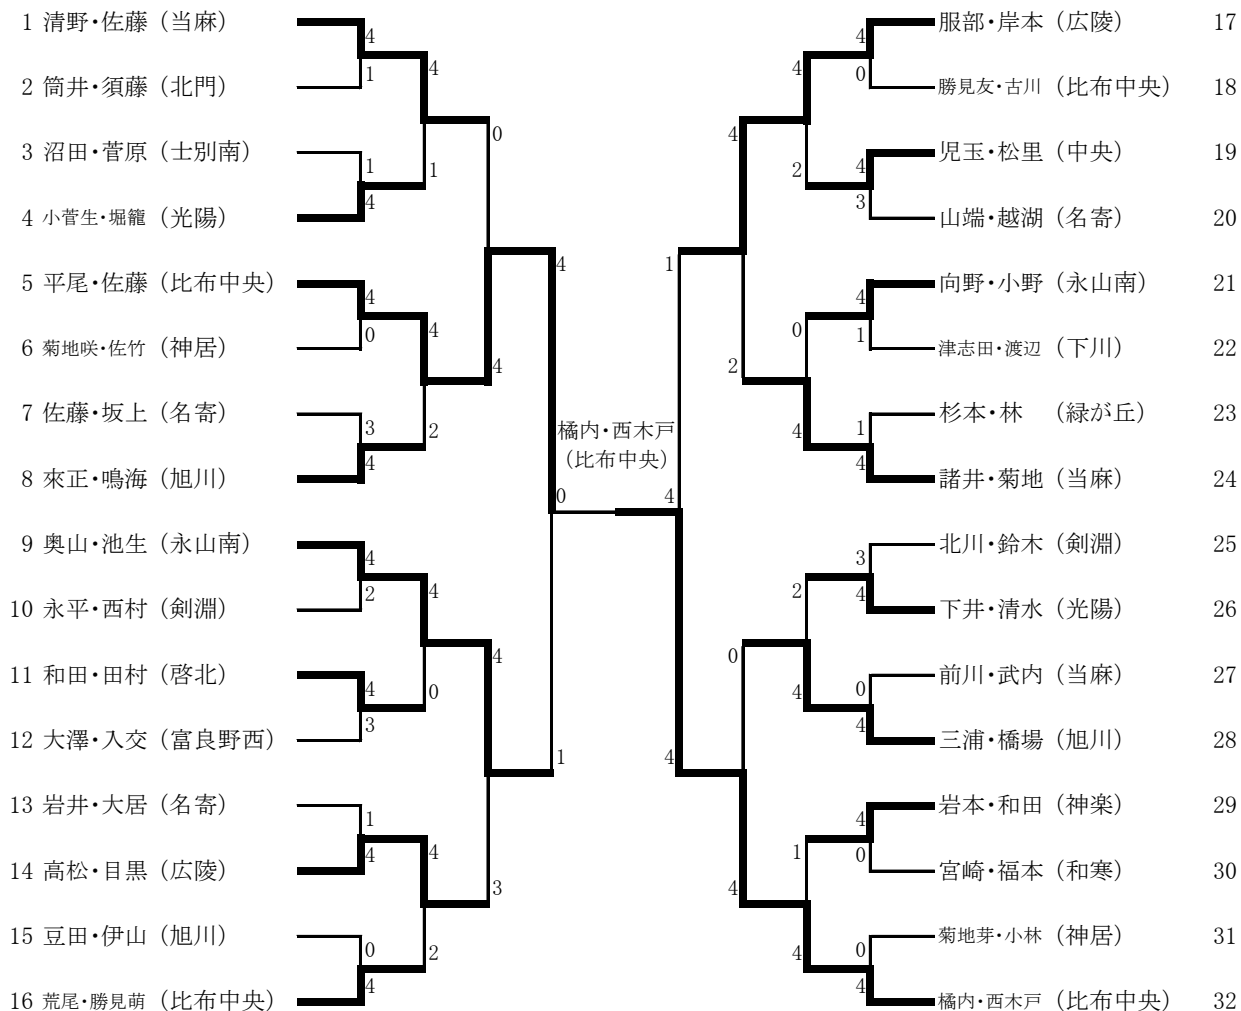 1 清野・佐藤（当麻）
4
1
4
2 筒井・須藤（北門）
0
3 沼田・菅原（士別南）
1
4
1
4 小菅生・堀籠（光陽）
4
5 平尾・佐藤（比布中央）
4
0
4
6 菊地咲・佐竹（神居）
4
7 佐藤・坂上（名寄）
3
4
2
8 來正・鳴海（旭川）
0
9 奥山・池生（永山南）
4
2
4
10 永平・西村（剣淵）
4
11 和田・田村（啓北）
4
3
0
12 大澤・入交（富良野西）
1
13 岩井・大居（名寄）
1
4
4
14 高松・目黒（広陵）
3
15 豆田・伊山（旭川）
0
4
2
16 荒尾・勝見萌（比布中央）
橘内・西木戸
（比布中央）
服部・岸本（広陵） 17
4
0
4
勝見友・古川（比布中央） 18
4
児玉・松里（中央） 19
4
3
2
山端・越湖（名寄） 20
1
向野・小野（永山南） 21
4
1
0
津志田・渡辺（下川） 22
2
杉本・林 （緑が丘） 23
1
4
4
諸井・菊地（当麻） 24
4
北川・鈴木（剣淵） 25
3
4
2
下井・清水（光陽） 26
0
前川・武内（当麻） 27
0
4
4
三浦・橋場（旭川） 28
4
岩本・和田（神楽） 29
4
0
1
宮崎・福本（和寒） 30
4
菊地芽・小林（神居） 31
0
4
4
橘内・西木戸（比布中央） 32